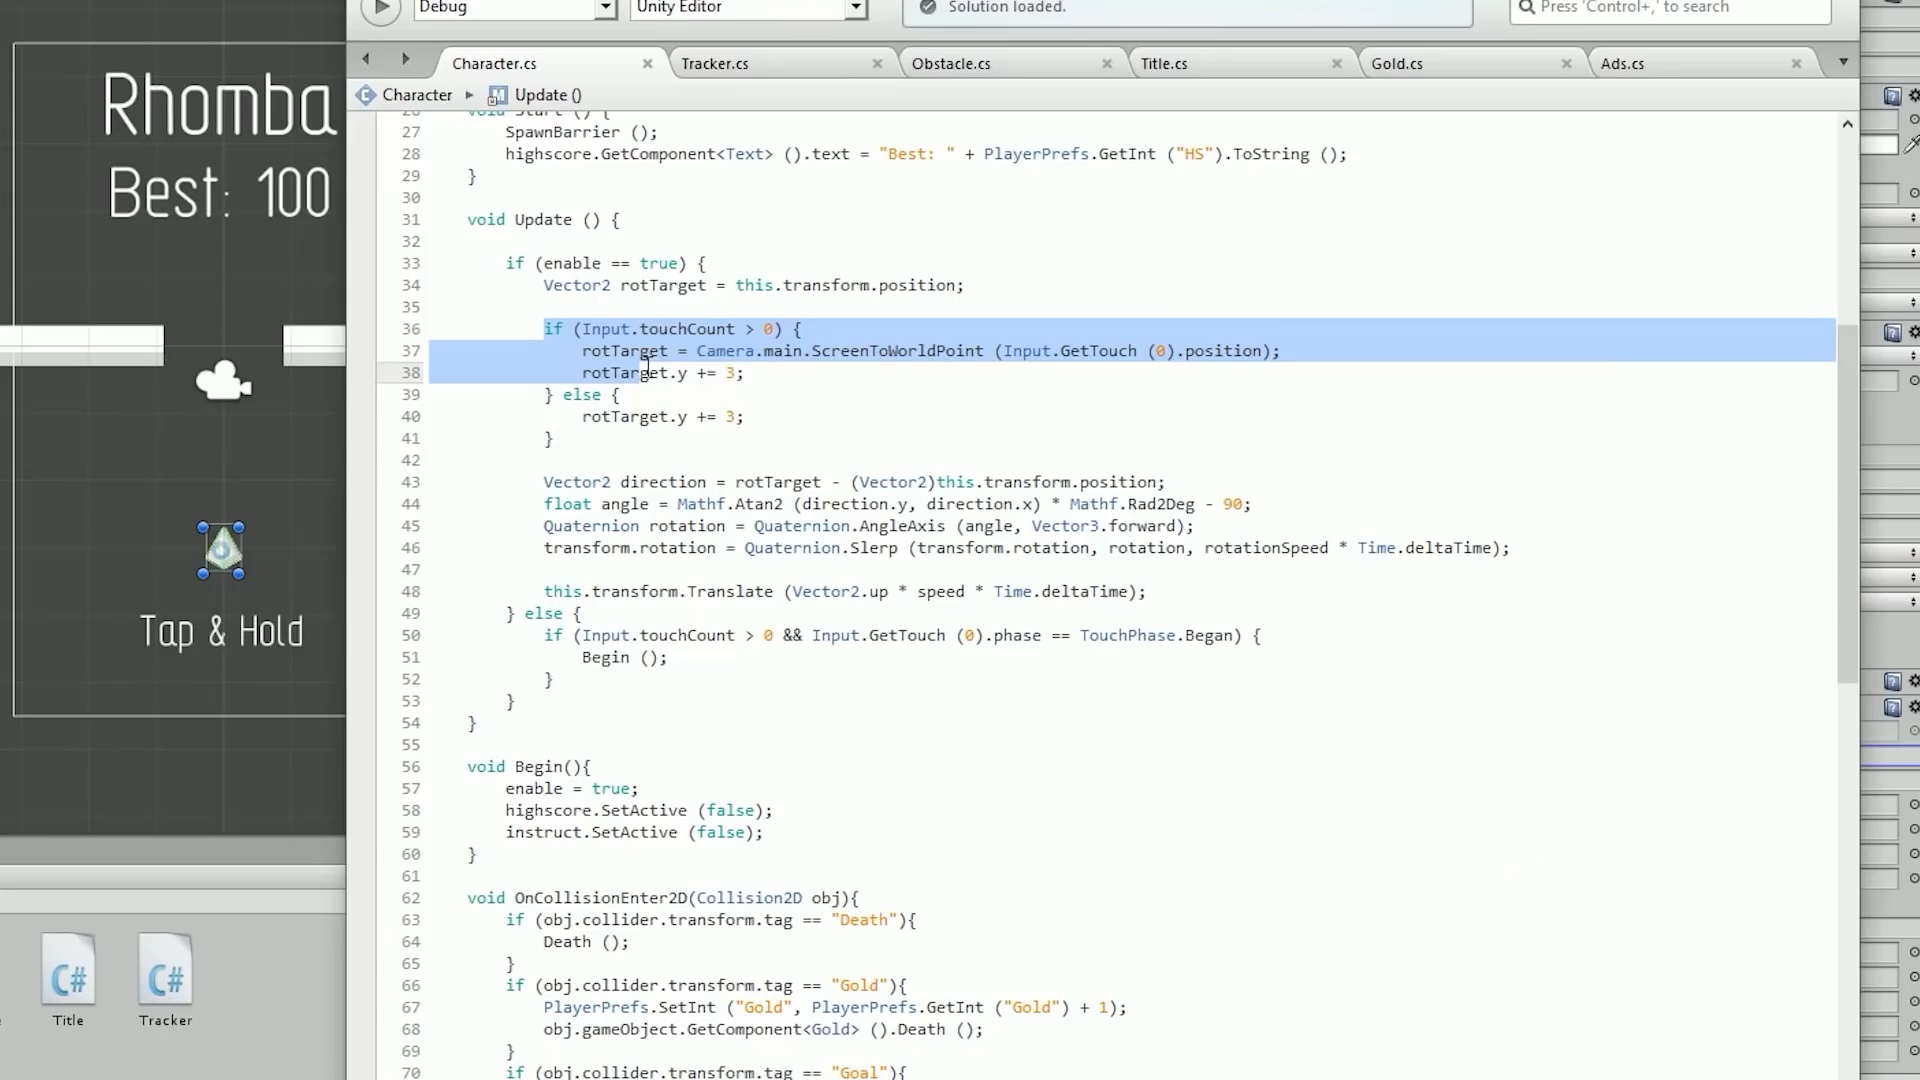 Debug
Unity Editor
Solution loaded.
Press 'Control+,' to search
Character.cs
Tracker.cs
Obstacle.cs
Title.cs
Gold.cs
Ads.cs
Character
Update ()
Rhomba
Best: 100
Tap & Hold
Title
Tracker
26 void Start () {
27 SpawnBarrier ();
28 highscore.GetComponent<Text> ().text = "Best: " + PlayerPrefs.GetInt ("HS").ToString ();
29 }
30
31 void Update () {
32
33 if (enable == true) {
34 Vector2 rotTarget = this.transform.position;
35
36 if (Input.touchCount > 0) {
37 rotTarget = Camera.main.ScreenToWorldPoint (Input.GetTouch (0).position);
38 rotTarget.y += 3;
39 } else {
40 rotTarget.y += 3;
41 }
42
43 Vector2 direction = rotTarget - (Vector2)this.transform.position;
44 float angle = Mathf.Atan2 (direction.y, direction.x) * Mathf.Rad2Deg - 90;
45 Quaternion rotation = Quaternion.AngleAxis (angle, Vector3.forward);
46 transform.rotation = Quaternion.Slerp (transform.rotation, rotation, rotationSpeed * Time.deltaTime);
47
48 this.transform.Translate (Vector2.up * speed * Time.deltaTime);
49 } else {
50 if (Input.touchCount > 0 && Input.GetTouch (0).phase == TouchPhase.Began) {
51 Begin ();
52 }
53 }
54 }
55
56 void Begin(){
57 enable = true;
58 highscore.SetActive (false);
59 instruct.SetActive (false);
60 }
61
62 void OnCollisionEnter2D(Collision2D obj){
63 if (obj.collider.transform.tag == "Death"){
64 Death ();
65 }
66 if (obj.collider.transform.tag == "Gold"){
67 PlayerPrefs.SetInt ("Gold", PlayerPrefs.GetInt ("Gold") + 1);
68 obj.gameObject.GetComponent<Gold> ().Death ();
69 }
70 if (obj.collider.transform.tag == "Goal"){